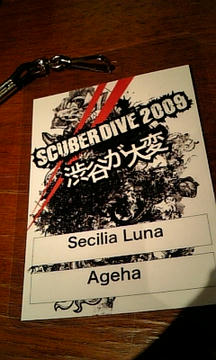 SCUBERDIVE 2009
渋谷が大変
Secilia Luna
Ageha